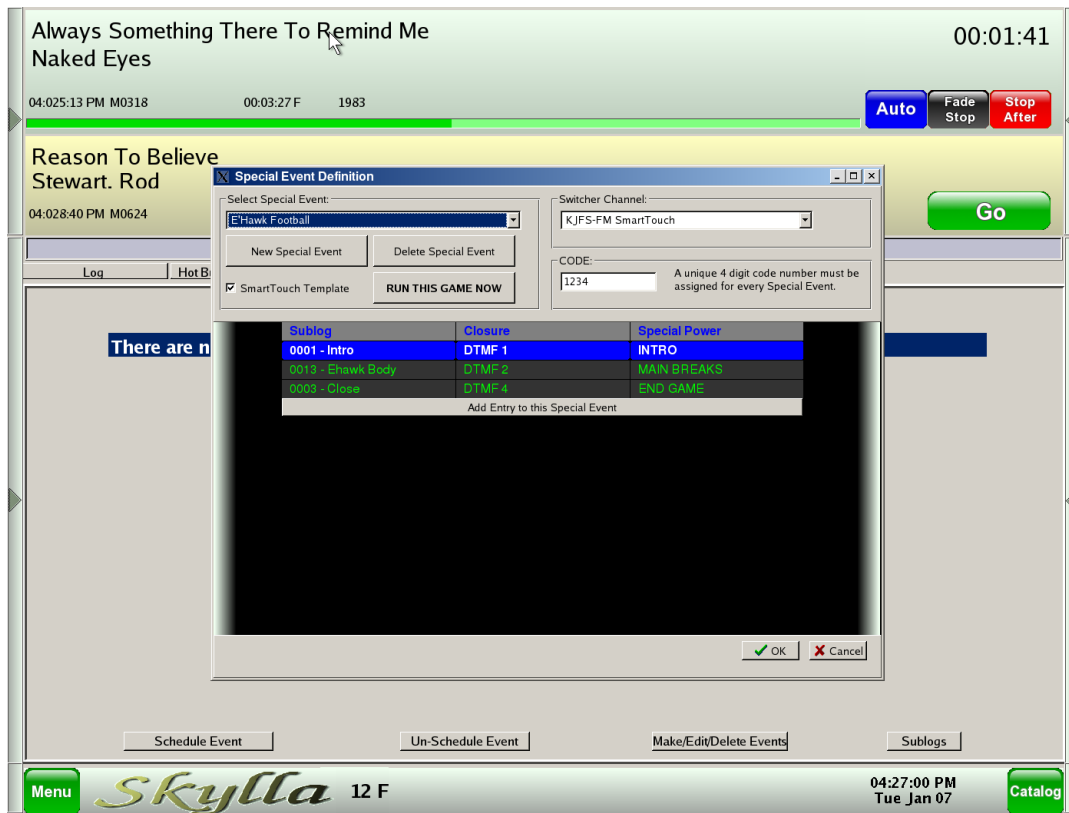 Always Something There To Remind Me
00:01:41
Naked Eyes
04:025:13 PM M0318 00:03:27 F 1983
Auto
Fade Stop
Stop After
Reason To Believe
Stewart. Rod
04:028:40 PM M0624
Go
Special Event Definition
Select Special Event:
E'Hawk Football
Switcher Channel:
KJFS-FM SmartTouch
New Special Event
Delete Special Event
SmartTouch Template
RUN THIS GAME NOW
CODE:
1234
A unique 4 digit code number must be
assigned for every Special Event.
Log
Hot B
There are n
Sublog Closure Special Power
0001 - Intro DTMF 1 INTRO
0013 - Ehawk Body DTMF 2 MAIN BREAKS
0003 - Close DTMF 4 END GAME
Add Entry to this Special Event
OK
Cancel
Schedule Event
Un-Schedule Event
Make/Edit/Delete Events
Sublogs
Menu
Skylla
12 F
04:27:00 PM
Tue Jan 07
Catalog